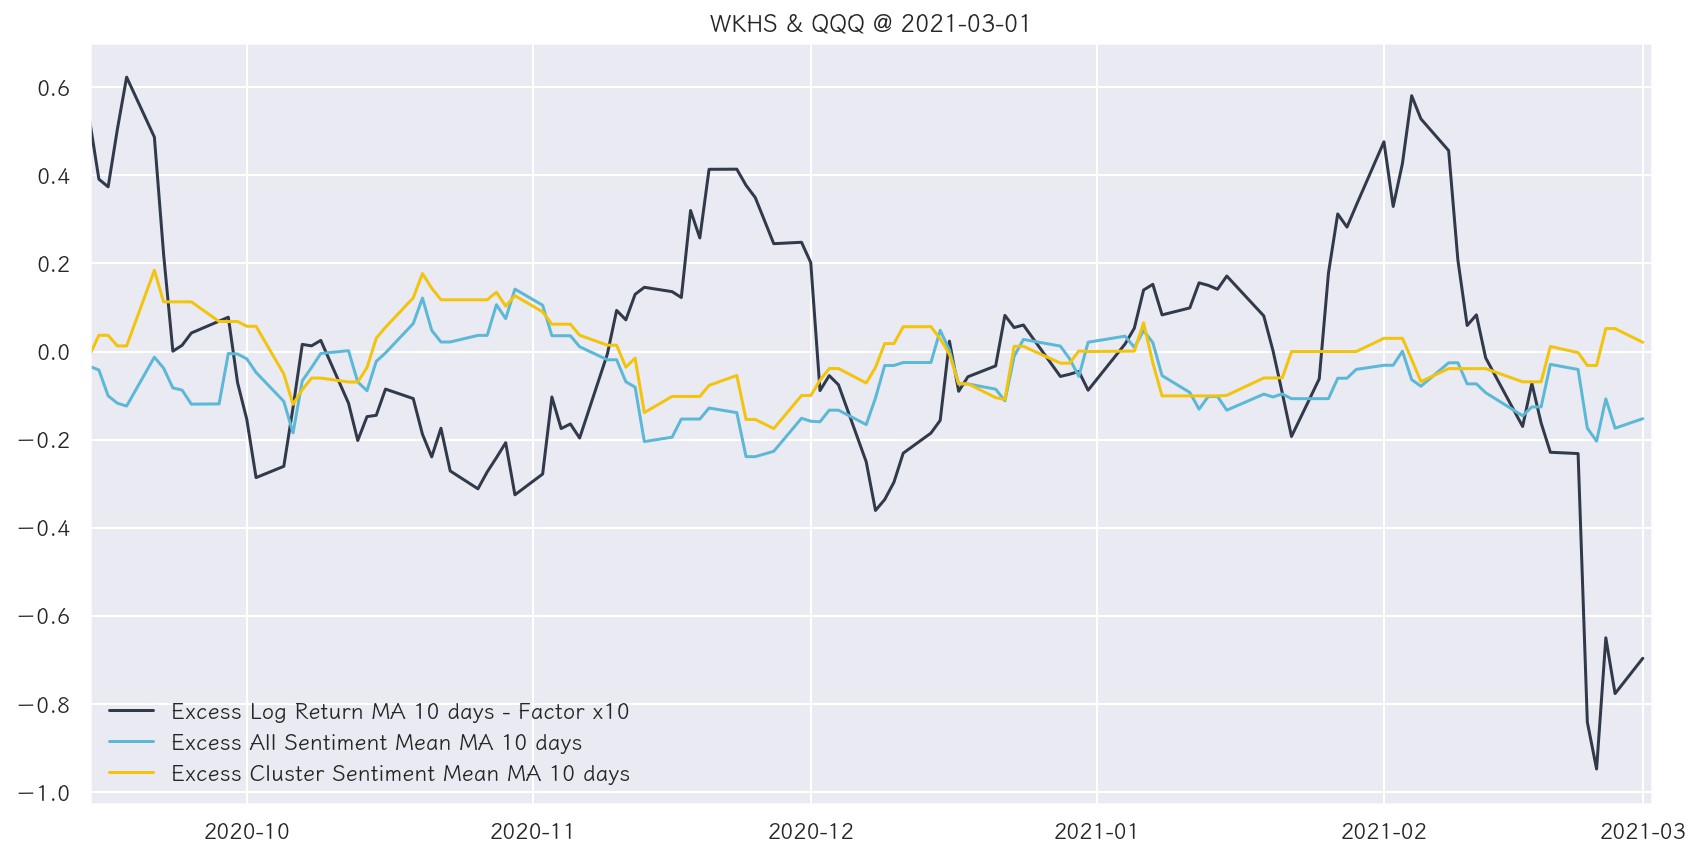 WKHS & QQQ @ 2021-03-01
0.6
0.4
0.2
0.0
−0.2
−0.4
−0.6
−0.8
−1.0
Excess Log Return MA 10 days - Factor x10
Excess All Sentiment Mean MA 10 days
Excess Cluster Sentiment Mean MA 10 days
2020-10 2020-11 2020-12 2021-01 2021-02 2021-03